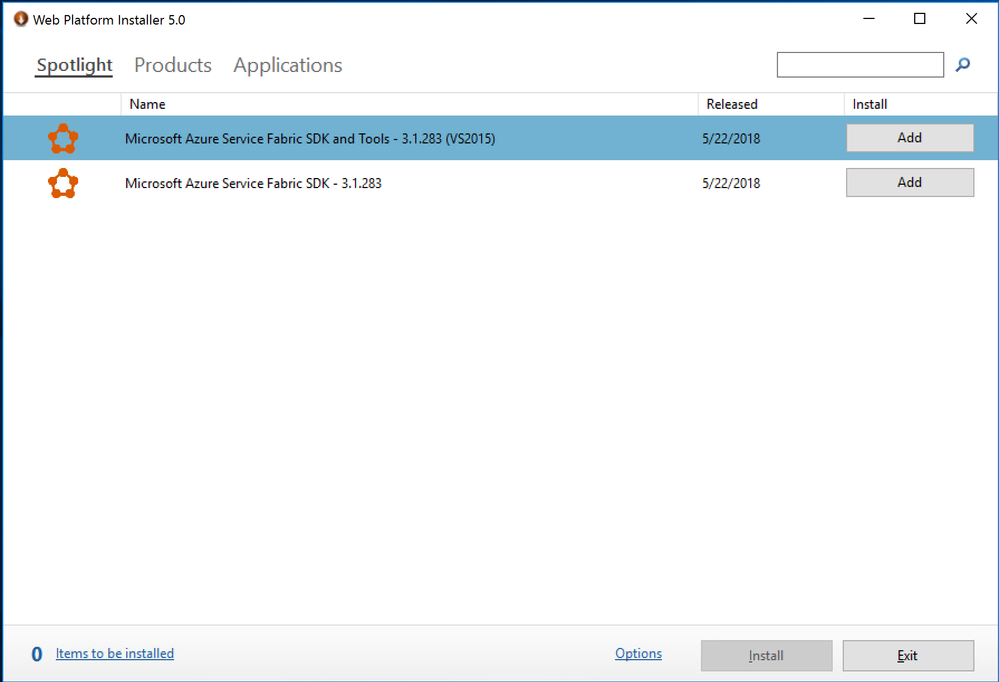 Web Platform Installer 5.0
Spotlight Products Applications
Name Released Install
Microsoft Azure Service Fabric SDK and Tools - 3.1.283 (VS2015) 5/22/2018 Add
Microsoft Azure Service Fabric SDK - 3.1.283 5/22/2018 Add
0 Items to be installed Options Install Exit